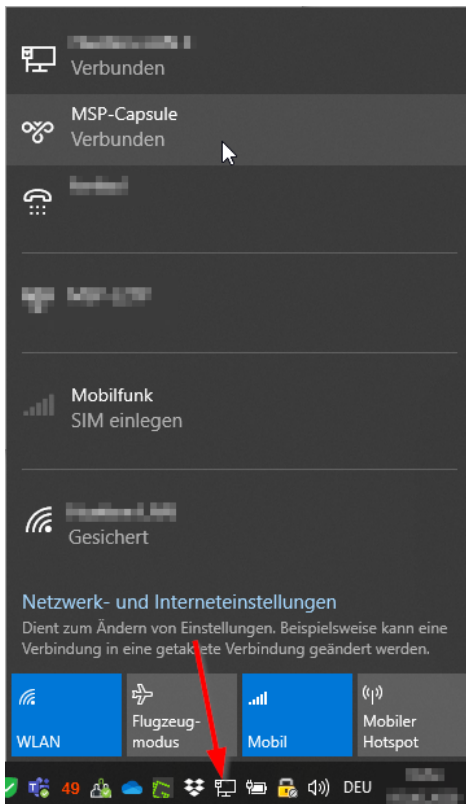 Verbunden
MSP-Capsule
Verbunden
Mobilfunk
SIM einlegen
Gesichert
Netzwerk- und Interneteinstellungen
Dient zum Ändern von Einstellungen. Beispielsweise kann eine
Verbindung in eine getaktete Verbindung geändert werden.
WLAN
Flugzeug-
modus
Mobil
Mobiler
Hotspot
49
DEU